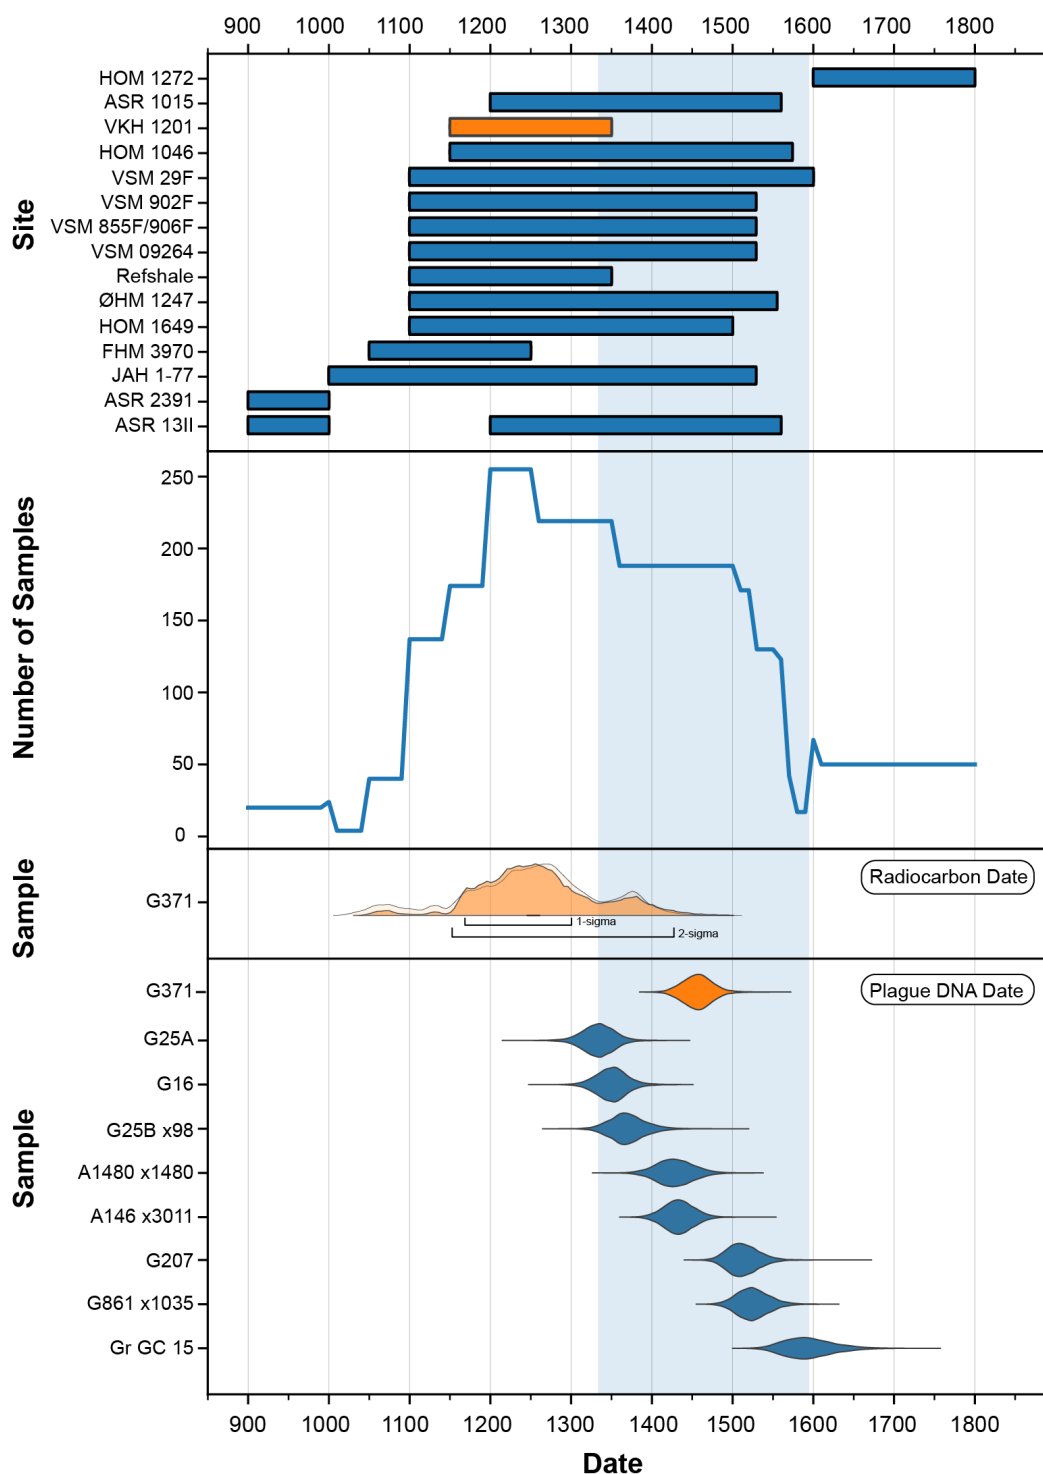 900 1000 1100 1200 1300 1400 1500 1600 1700 1800
Site
HOM 1272
ASR 1015
VKH 1201
HOM 1046
VSM 29F
VSM 902F
VSM 855F/906F
VSM 09264
Refshale
ØHM 1247
HOM 1649
FHM 3970
JAH 1-77
ASR 2391
ASR 13II
Number of Samples
250
200
150
100
50
0
Sample
G371
Radiocarbon Date
1-sigma
2-sigma
Sample
Plague DNA Date
G371
G25A
G16
G25B x98
A1480 x1480
A146 x3011
G207
G861 x1035
Gr GC 15
900 1000 1100 1200 1300 1400 1500 1600 1700 1800
Date